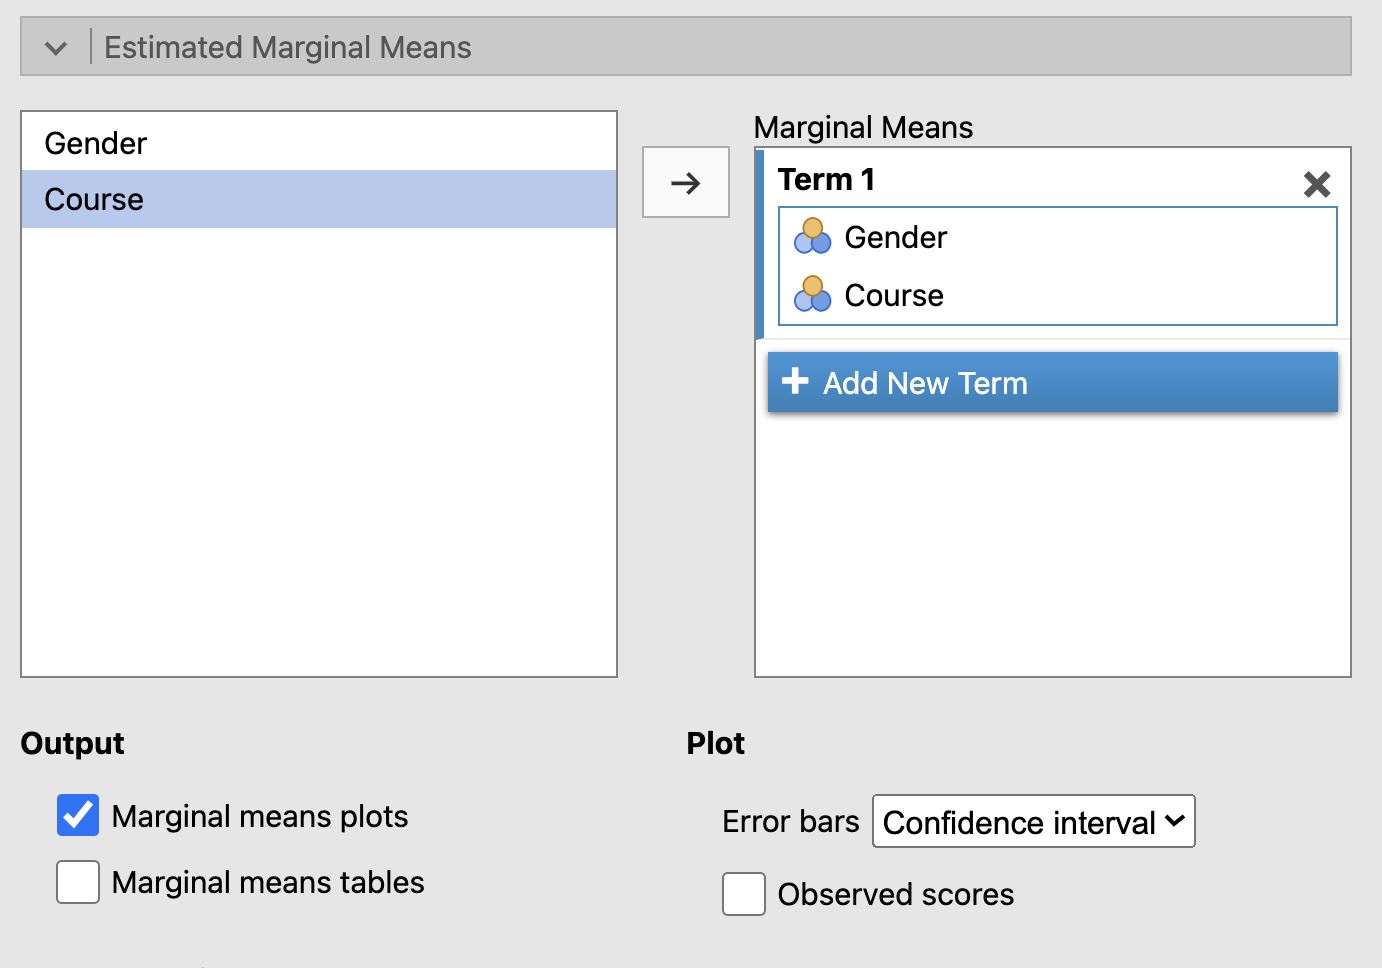 Estimated Marginal Means
Gender
Course
Marginal Means
Term 1
Gender
Course
Add New Term
Output
Marginal means plots
Marginal means tables
Plot
Error bars Confidence interval
Observed scores